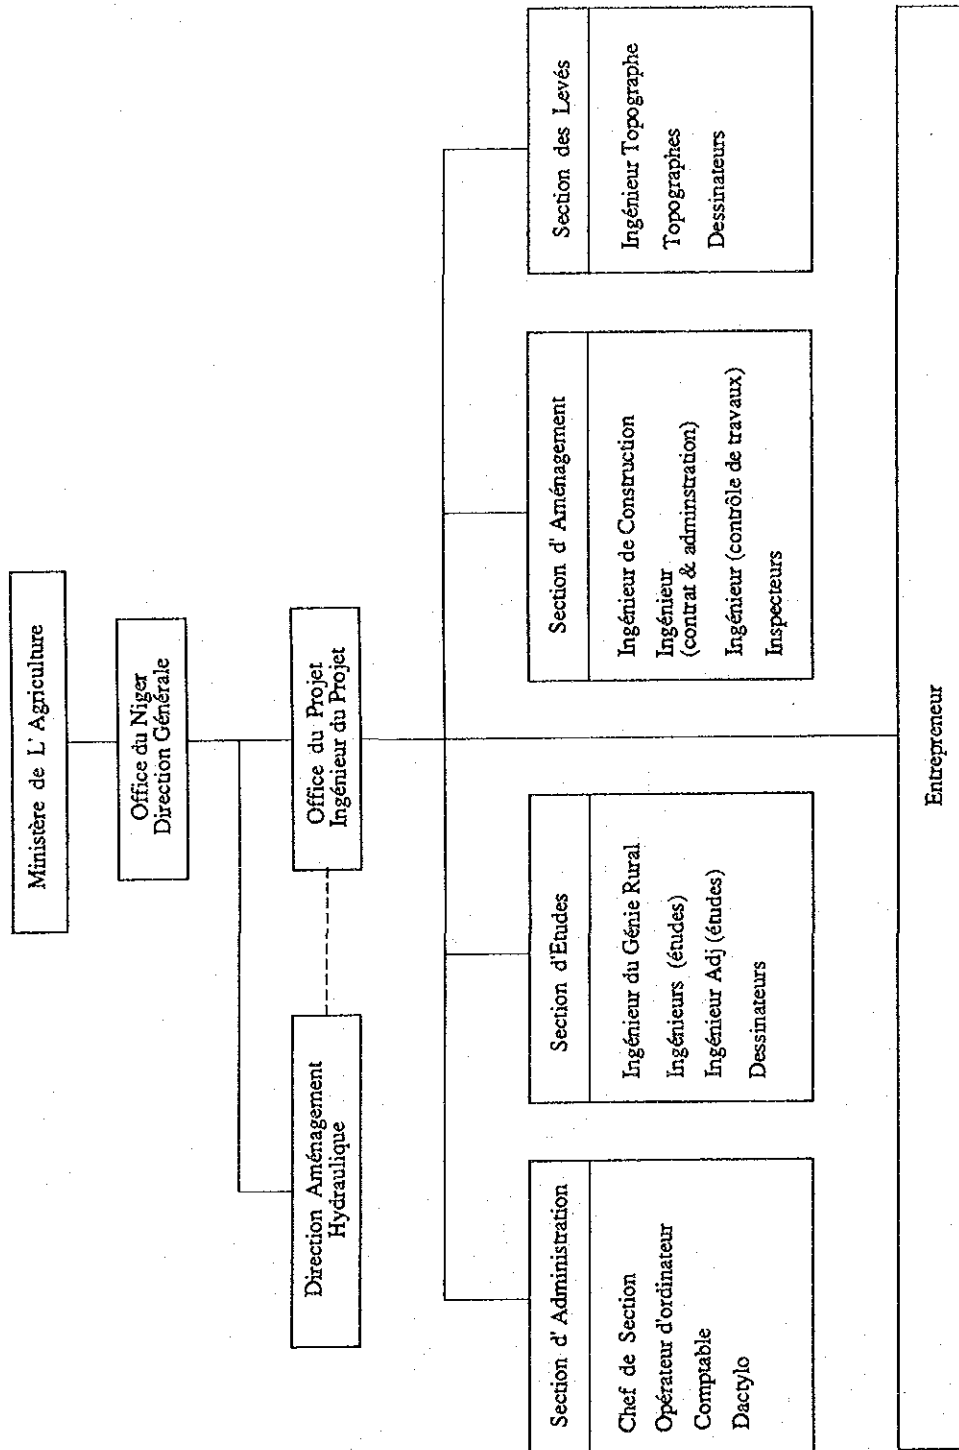 Ministère de L' Agriculture
Office du Niger
Direction Générale
Direction Aménagement
Hydraulique
Office du Projet
Ingénieur du Projet
Section d' Administration
Chef de Section
Opérateur d'ordinateur
Comptable
Dactylo
Section d'Etudes
Ingénieur du Génie Rural
Ingénieurs (études)
Ingénieur Adj (études)
Dessinateurs
Section d' Aménagement
Ingénieur de Construction
Ingénieur
(contrat & adminstration)
Ingénieur (contrôle de travaux)
Inspecteurs
Section des Levés
Ingénieur Topographe
Topographes
Dessinateurs
Entrepreneur